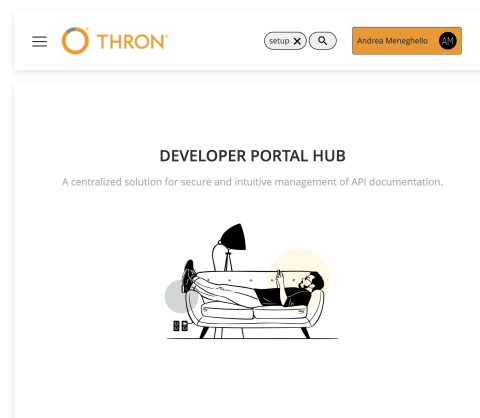 THRON
setup
Andrea Meneghello
AM
DEVELOPER PORTAL HUB
A centralized solution for secure and intuitive management of API documentation.